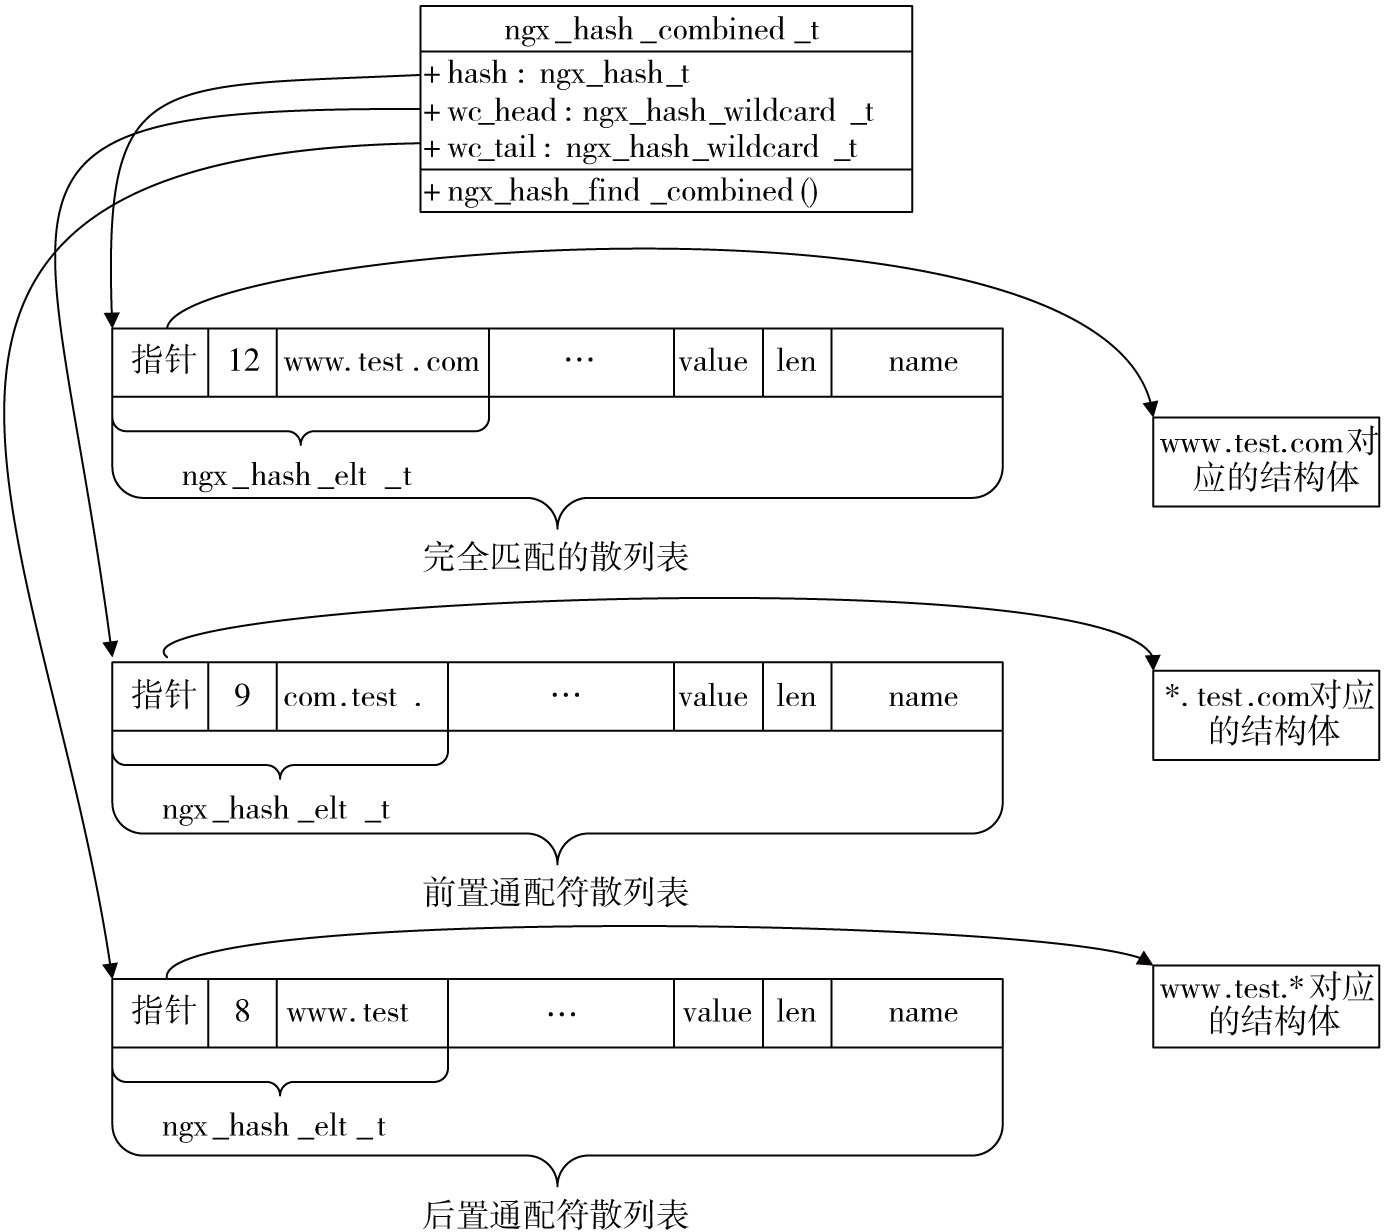 ngx_hash_combined_t
+ hash: ngx_hash_t
+ wc_head: ngx_hash_wildcard_t
+ wc_tail: ngx_hash_wildcard_t
+ ngx_hash_find_combined()
指针 12 www.test.com … value len name
ngx_hash_elt_t
完全匹配的散列表
www.test.com对
应的结构体
指针 9 com.test. … value len name
ngx_hash_elt_t
前置通配符散列表
*.test.com对应
的结构体
指针 8 www.test … value len name
ngx_hash_elt_t
后置通配符散列表
www.test.*对应
的结构体